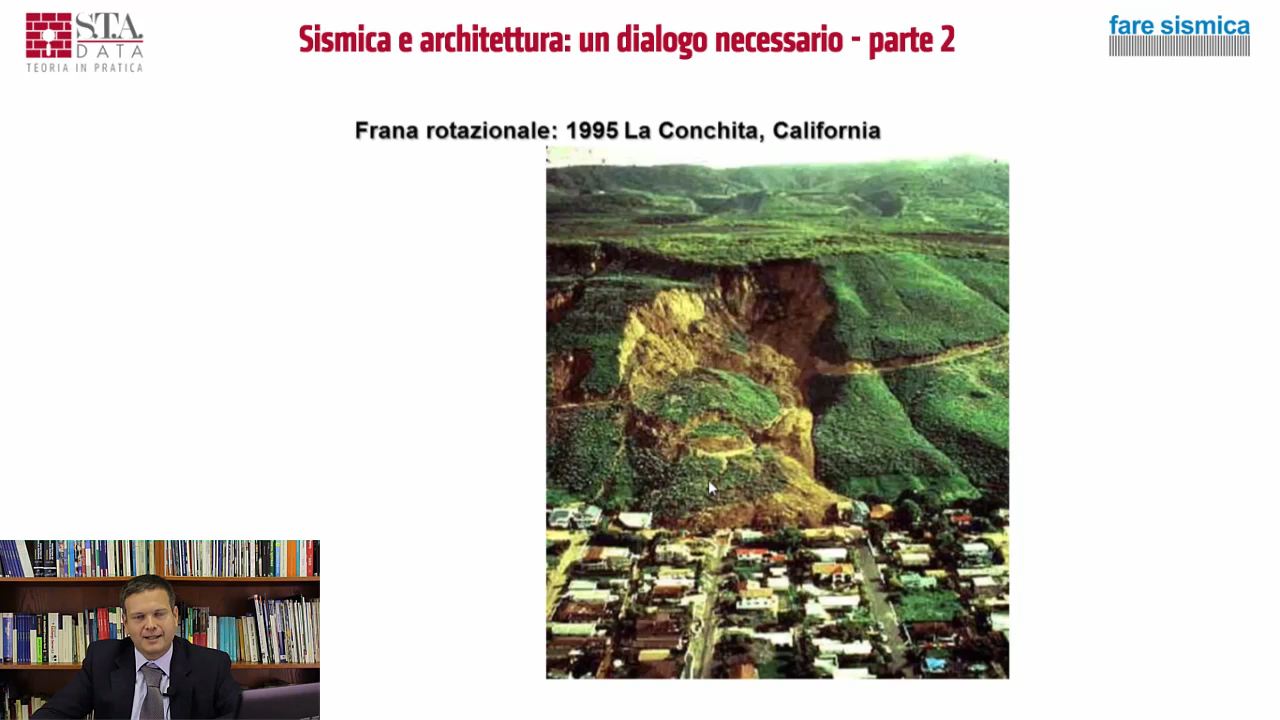 S.T.A.
DATA
TEORIA IN PRATICA
Sismica e architettura: un dialogo necessario - parte 2
fare sismica
Frana rotazionale: 1995 La Conchita, California